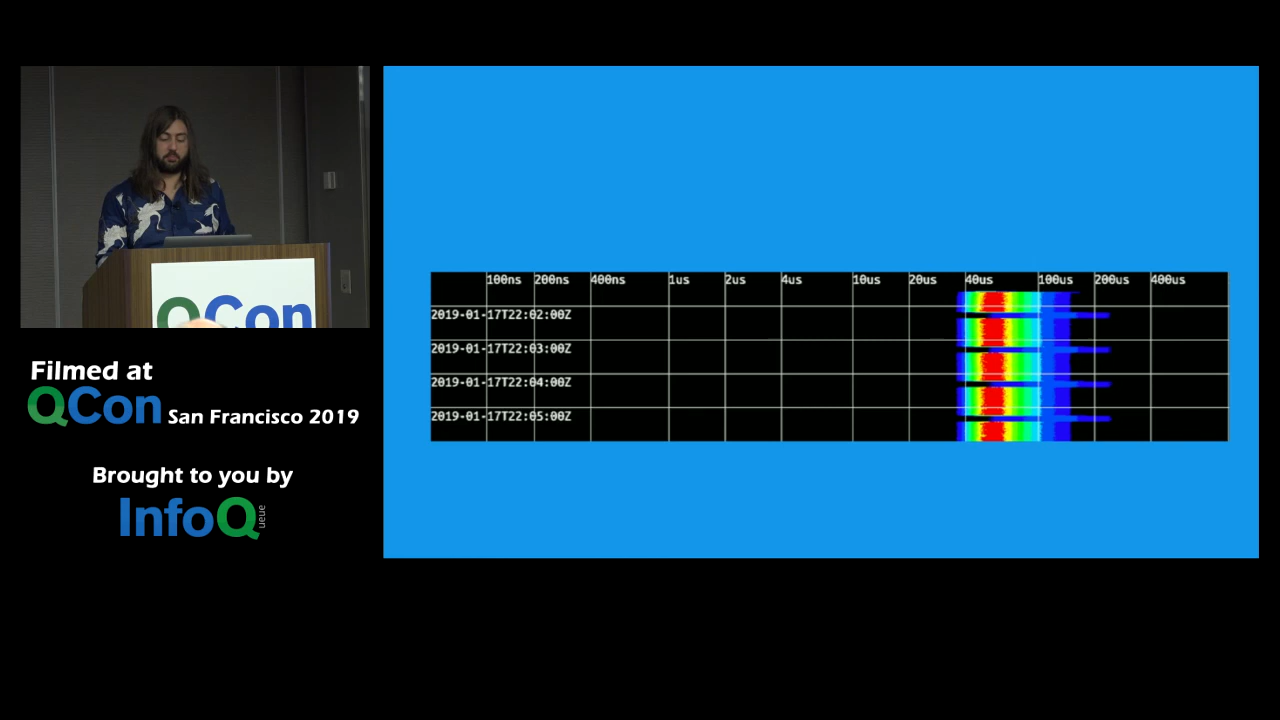 QCon
Filmed at
QCon San Francisco 2019
Brought to you by
InfoQ
ueue
100ns 200ns 400ns 1us 2us 4us 10us 20us 40us 100us 200us 400us
2019-01-17T22:02:00Z
2019-01-17T22:03:00Z
2019-01-17T22:04:00Z
2019-01-17T22:05:00Z